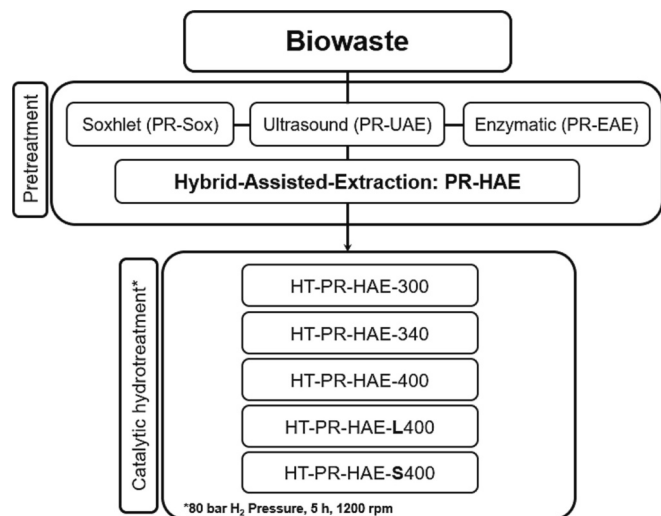 Biowaste
Pretreatment
Soxhlet (PR-Sox)
Ultrasound (PR-UAE)
Enzymatic (PR-EAE)
Hybrid-Assisted-Extraction: PR-HAE
Catalytic hydrotreatment*
HT-PR-HAE-300
HT-PR-HAE-340
HT-PR-HAE-400
HT-PR-HAE-L400
HT-PR-HAE-S400
*80 bar H₂ Pressure, 5 h, 1200 rpm